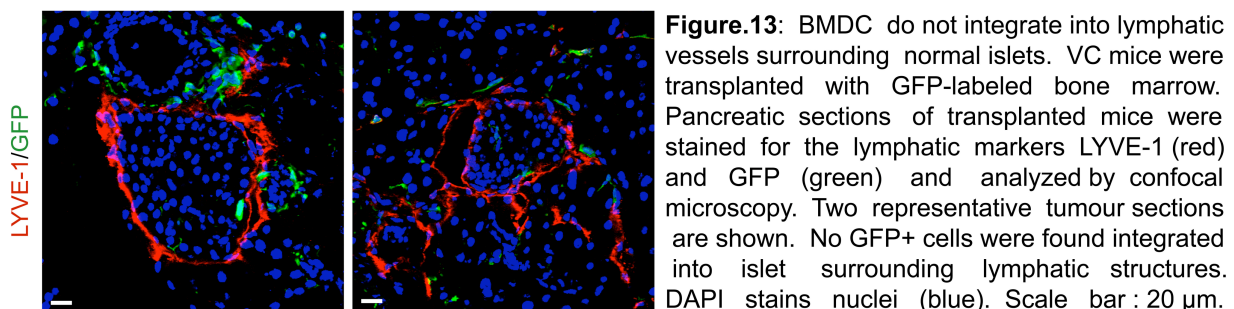 LYVE-1/GFP
Figure.13: BMDC do not integrate into lymphatic
vessels surrounding normal islets. VC mice were
transplanted with GFP-labeled bone marrow.
Pancreatic sections of transplanted mice were
stained for the lymphatic markers LYVE-1 (red)
and GFP (green) and analyzed by confocal
microscopy. Two representative tumour sections
are shown. No GFP+ cells were found integrated
into islet surrounding lymphatic structures.
DAPI stains nuclei (blue). Scale bar : 20 µm.